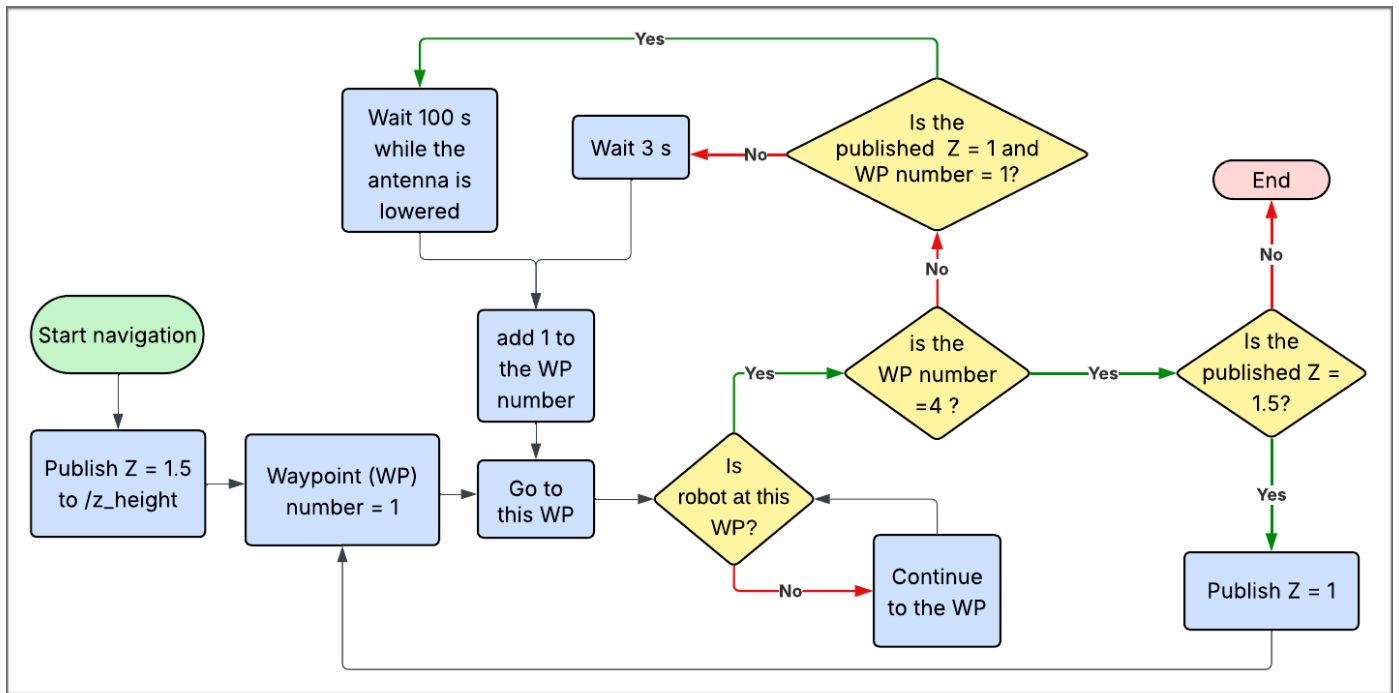 Yes
Wait 100 s
while the
antenna is
lowered
Wait 3 s
No
Is the
published Z = 1 and
WP number = 1?
End
No
No
Start navigation
add 1 to
the WP
number
is the
WP number
=4 ?
Yes
Yes
Is the
published Z =
1.5?
Publish Z = 1.5
to /z_height
Waypoint (WP)
number = 1
Go to
this WP
Is
robot at this
WP?
Yes
No
Continue
to the WP
Publish Z = 1